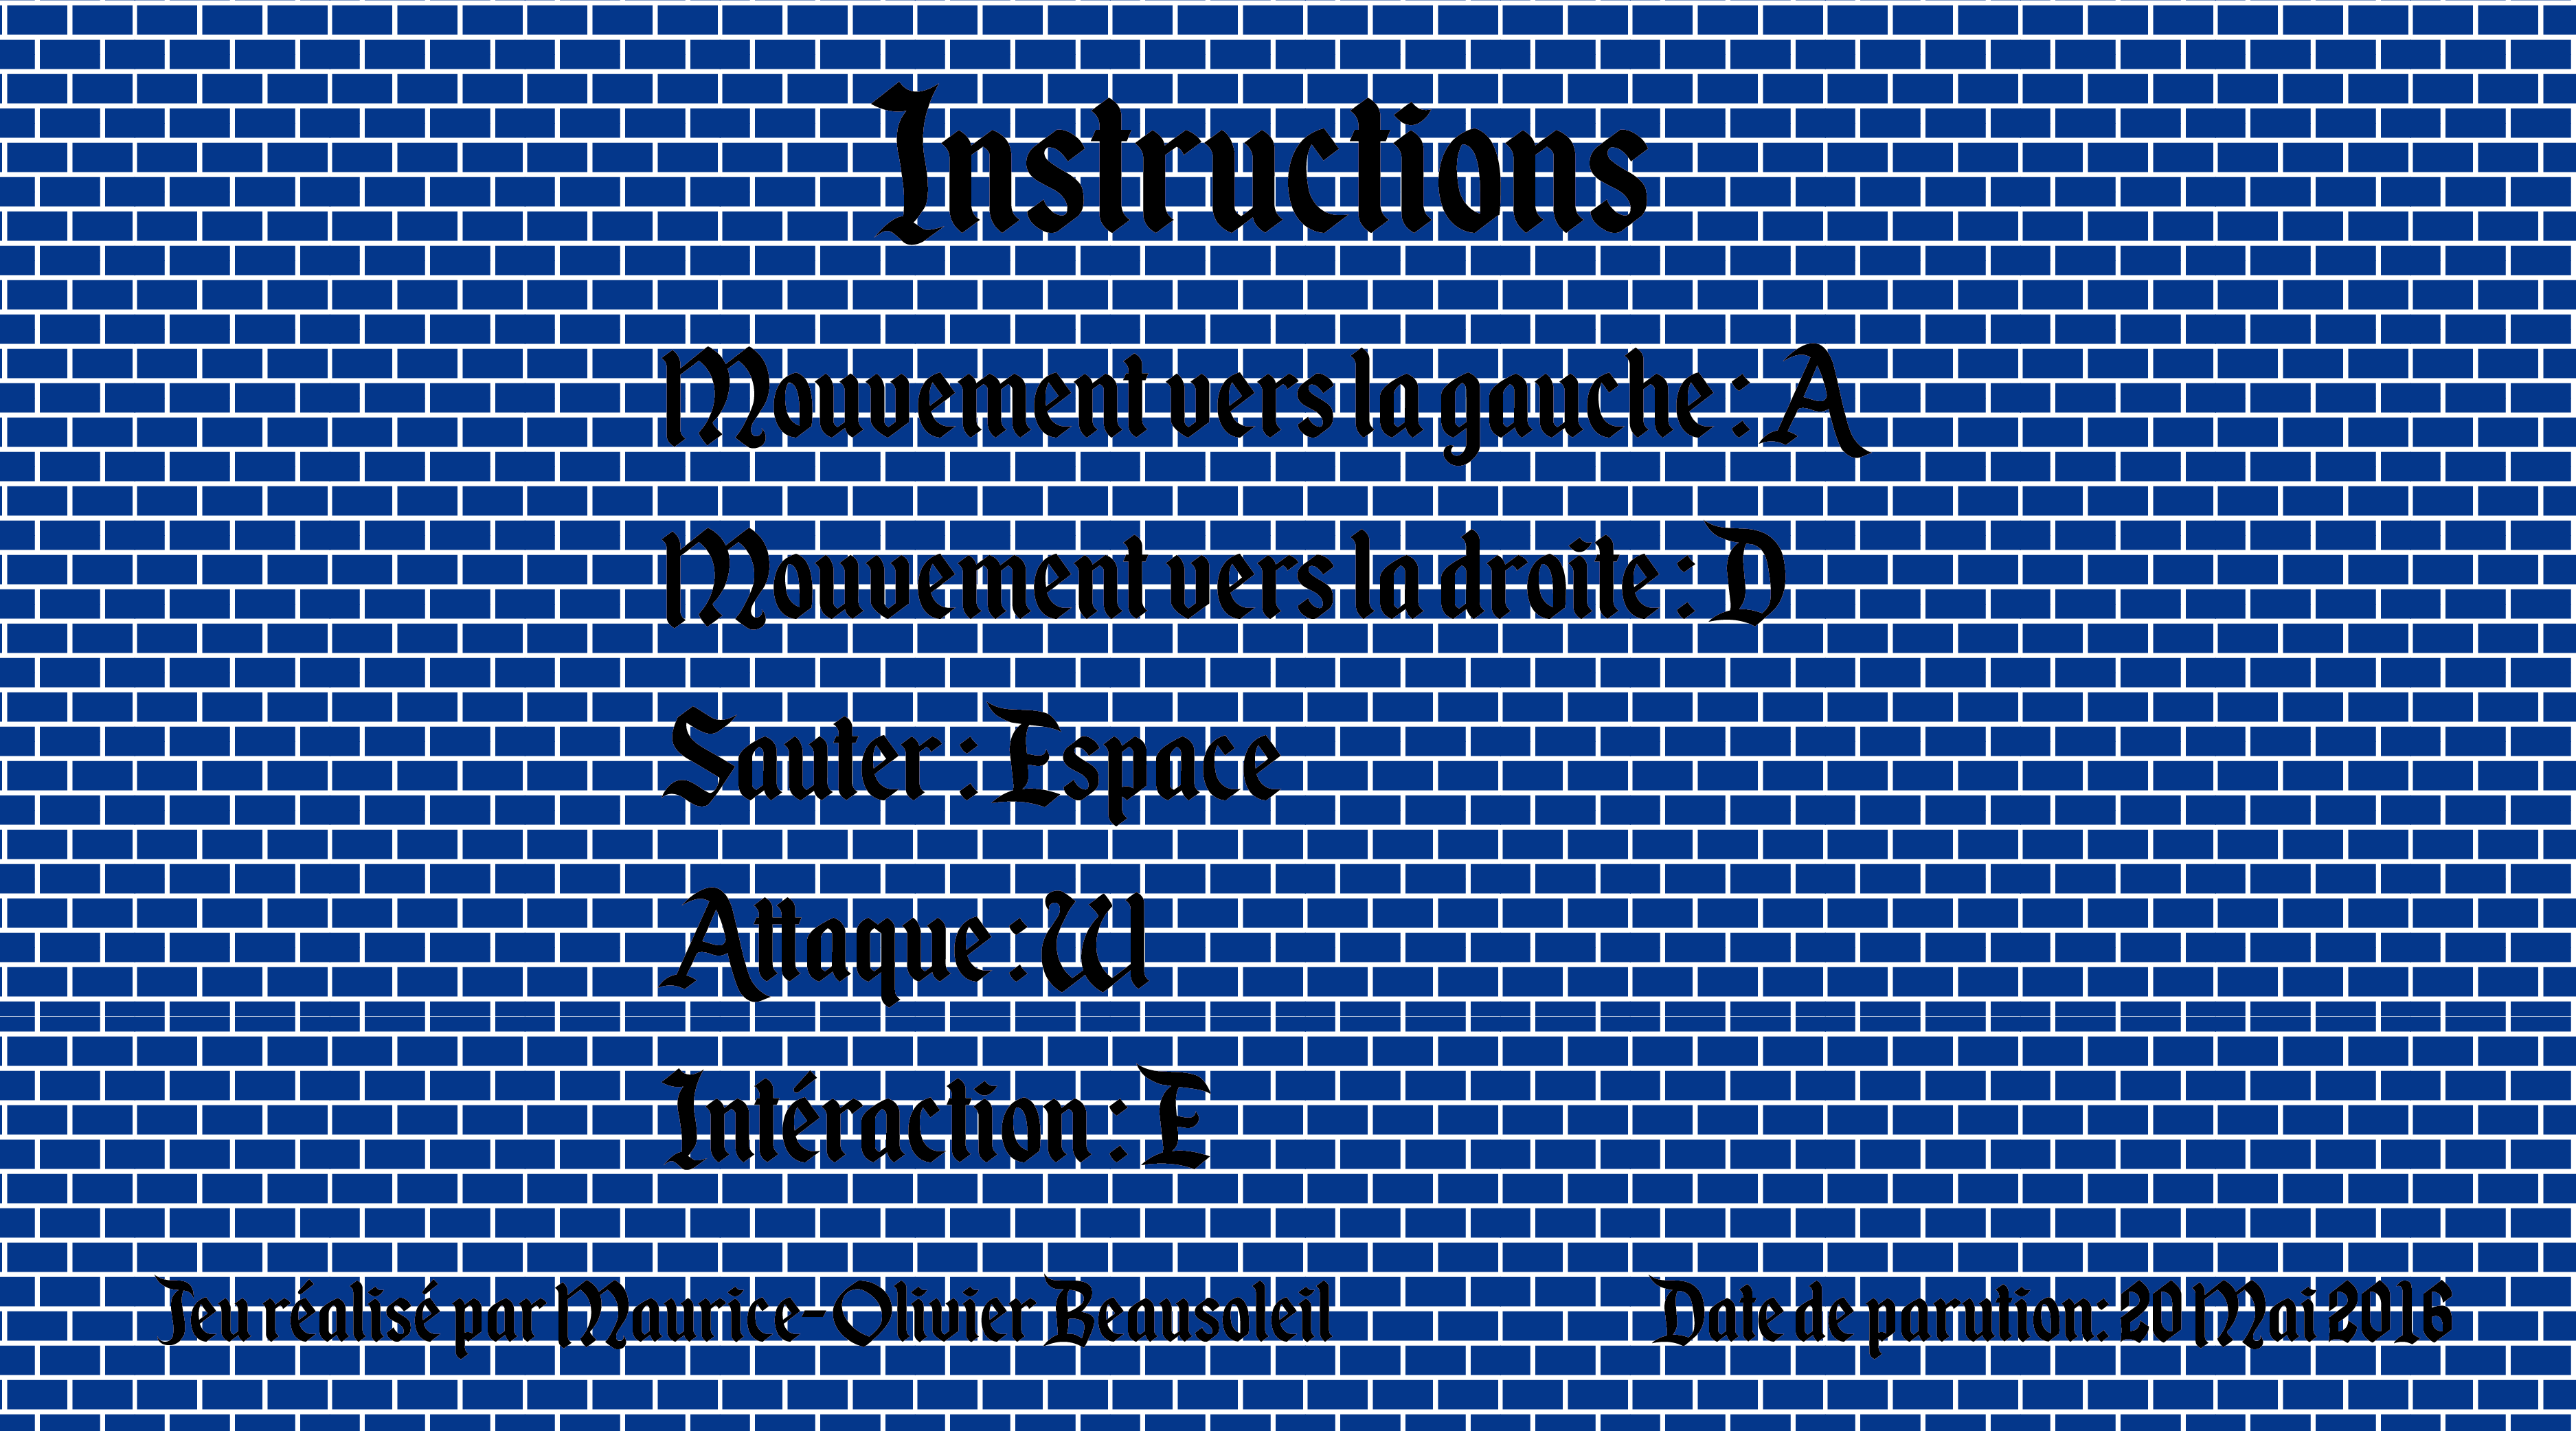 Instructions
Mouvement vers la gauche : A
Mouvement vers la droite : D
Sauter : Espace
Attaque : W
Intéraction : E
Jeu réalisé par Maurice-Olivier Beausoleil
Date de parution: 20 Mai 2016